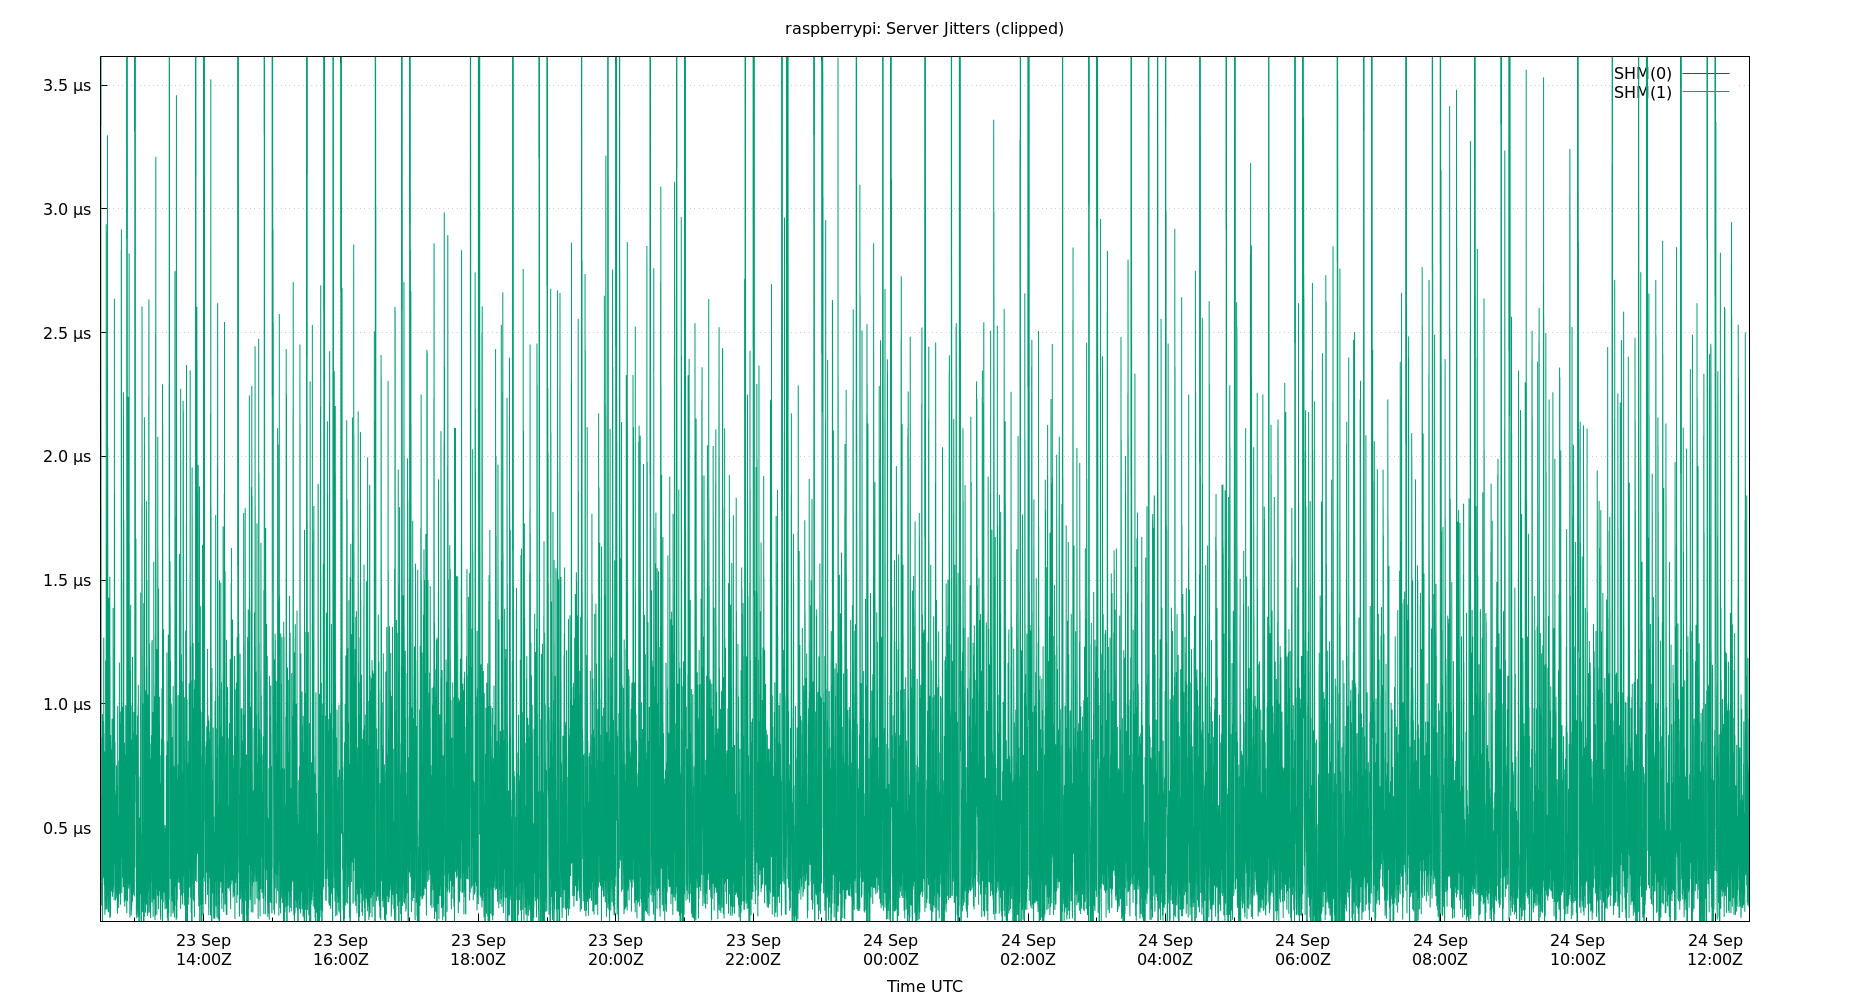 raspberrypi: Server Jitters (clipped)
SHM(0)
SHM(1)
3.5 µs
3.0 µs
2.5 µs
2.0 µs
1.5 µs
1.0 µs
0.5 µs
23 Sep 23 Sep 23 Sep 23 Sep 23 Sep 24 Sep 24 Sep 24 Sep 24 Sep 24 Sep 24 Sep 24 Sep
14:00Z 16:00Z 18:00Z 20:00Z 22:00Z 00:00Z 02:00Z 04:00Z 06:00Z 08:00Z 10:00Z 12:00Z
Time UTC